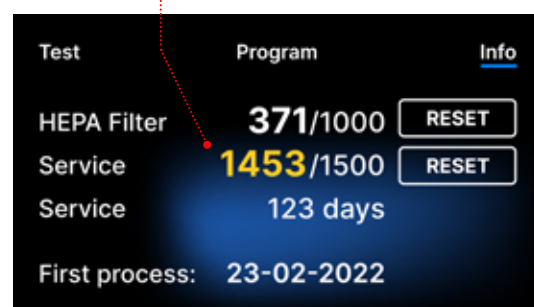 Test Program Info
HEPA Filter 371/1000 RESET
Service 1453/1500 RESET
Service 123 days
First process: 23-02-2022